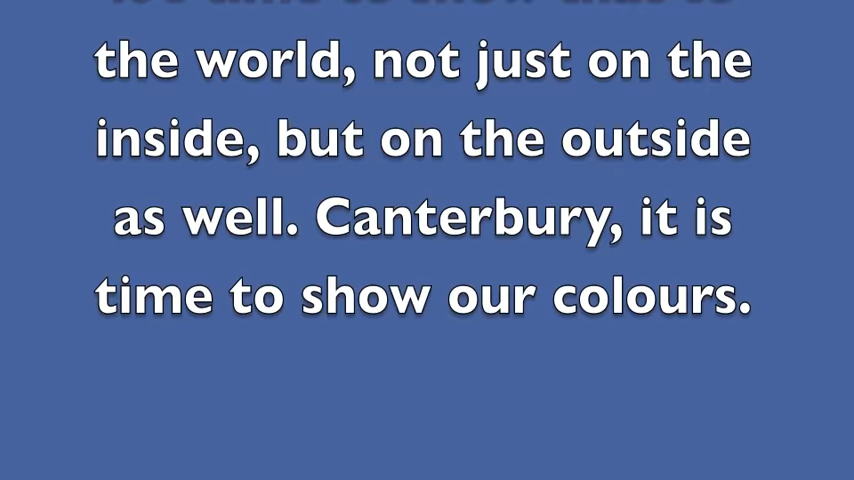 the world, not just on the
inside, but on the outside
as well. Canterbury, it is
time to show our colours.